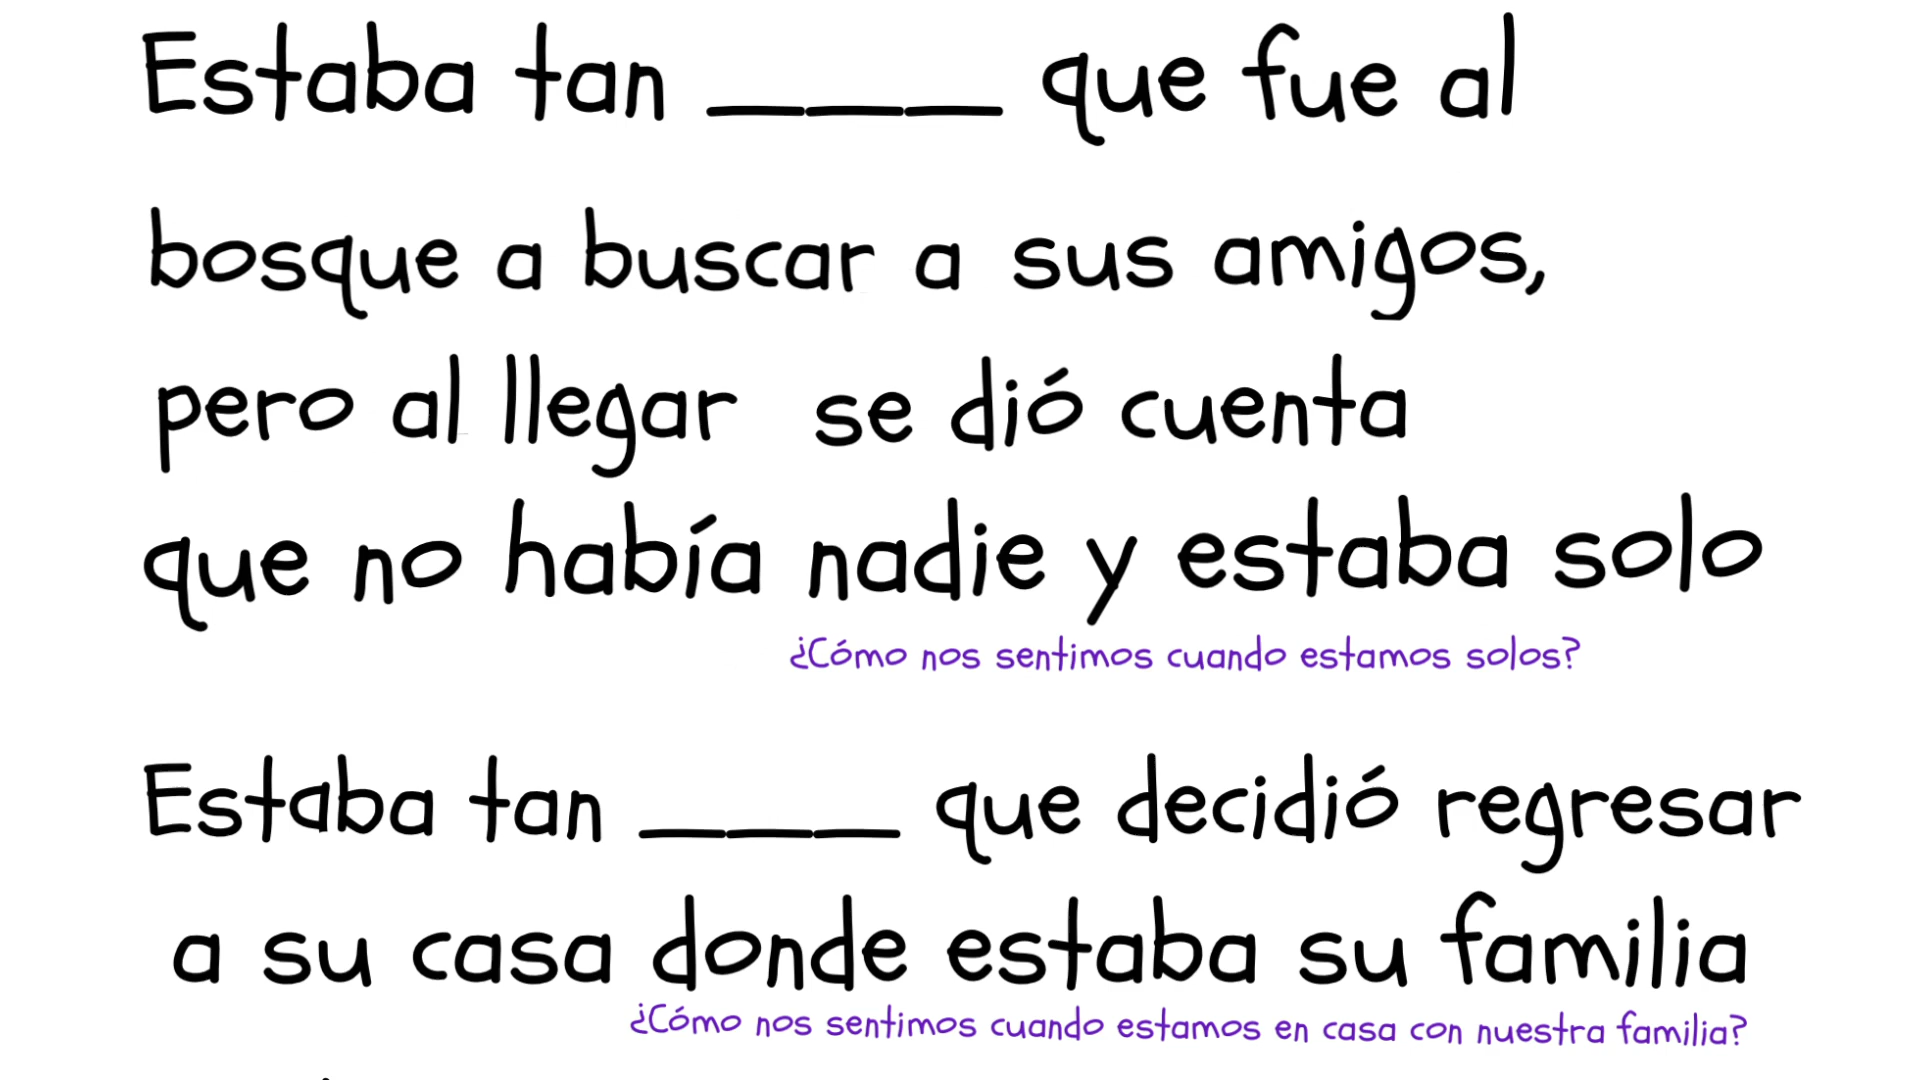 Estaba tan ___ que fue al
bosque a buscar a sus amigos,
pero al llegar se dió cuenta
que no había nadie y estaba solo
¿Cómo nos sentimos cuando estamos solos?
Estaba tan ___ que decidió regresar
a su casa donde estaba su familia
¿Cómo nos sentimos cuando estamos en casa con nuestra familia?